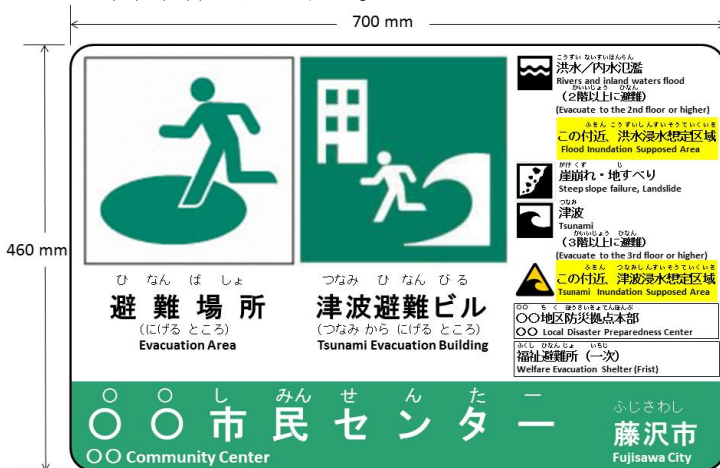 700 mm
460 mm
ひ なん ば しょ
避難場所
(にげる ところ)
Evacuation Area
つなみ ひ なん び る
津波避難ビル
(つなみ から にげる ところ)
Tsunami Evacuation Building
こうずい ないすいはんらん
洪水／内水氾濫
Rivers and inland waters flood
かいいじょう ひなん
(2階以上に避難)
(Evacuate to the 2nd floor or higher)
ふきん こうずいしんすいそうていくいき
この付近、洪水浸水想定区域
Flood Inundation Supposed Area
がけくず じ
崖崩れ・地すべり
Steep slope failure, Landslide
つなみ
津波
Tsunami
かいいじょう ひなん
(3階以上に避難)
(Evacuate to the 3rd floor or higher)
ふきん つなみしんすいそうていくいき
この付近、津波浸水想定区域
Tsunami Inundation Supposed Area
○○ ち く ぼうさいきょてんほんぶ
○○地区防災拠点本部
○○ Local Disaster Preparedness Center
ふくし ひなんじょ いちじ
福祉避難所（一次）
Welfare Evacuation Shelter (Frist)
○ ○ し みん せ ん た ー
○○市民センター
○○ Community Center
ふじさわし
藤沢市
Fujisawa City